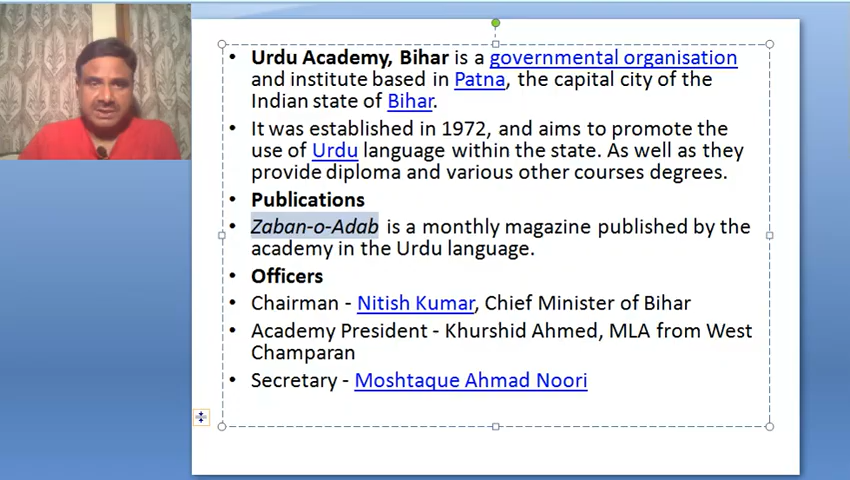 Urdu Academy, Bihar is a governmental organisation
and institute based in Patna, the capital city of the
Indian state of Bihar.
It was established in 1972, and aims to promote the
use of Urdu language within the state. As well as they
provide diploma and various other courses degrees.
Publications
Zaban-o-Adab is a monthly magazine published by the
academy in the Urdu language.
Officers
Chairman - Nitish Kumar, Chief Minister of Bihar
Academy President - Khurshid Ahmed, MLA from West
Champaran
Secretary - Moshtaque Ahmad Noori